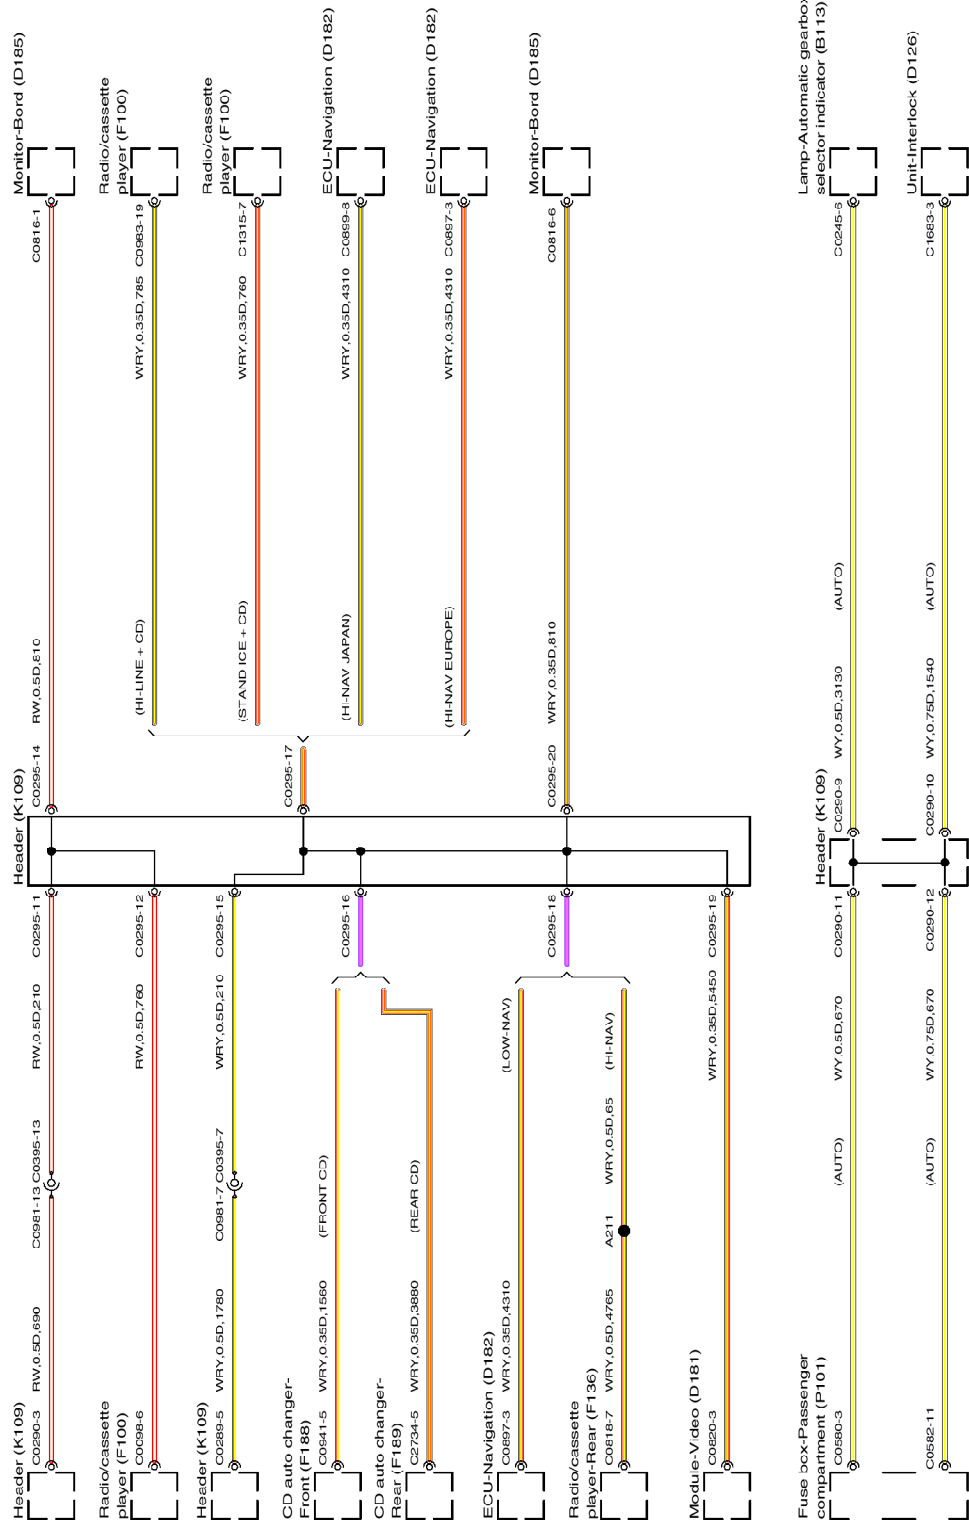 Monitor-Bord (D185)
C0816-1
RW,0.5D,810
C0295-14
Header (K109)
C0295-11
RW,0.5D,210
C0981-13 C0395-13
RW,0.5D,690
C0290-3
Header (K109)
Radio/cassette
player (F100)
C0983-19
WRY,0.35D,785
(HI-LINE + CD)
C0295-12
RW,0.5D,760
C0098-6
Radio/cassette
player (F100)
Radio/cassette
player (F100)
C1315-7
WRY,0.35D,760
(STAND ICE + CD)
C0295-17
C0295-15
WRY,0.5D,210
C0981-7 C0395-7
WRY,0.5D,1780
C0289-5
Header (K109)
ECU-Navigation (D182)
C0899-8
WRY,0.35D,4310
(HI-NAV JAPAN)
C0295-16
(FRONT CD)
WRY,0.35D,1560
C0941-5
CD auto changer-
Front (F188)
ECU-Navigation (D182)
C0897-3
WRY,0.35D,4310
(HI-NAV EUROPE)
(REAR CD)
WRY,0.35D,3880
C2734-5
CD auto changer-
Rear (F189)
Monitor-Bord (D185)
C0816-6
WRY,0.35D,810
C0295-20
C0295-18
(LOW-NAV)
WRY,0.35D,4310
C0897-3
ECU-Navigation (D182)
(HI-NAV)
WRY,0.5D,65
A211
WRY,0.5D,4765
C0818-7
Radio/cassette
player-Rear (F136)
C0295-19
WRY,0.35D,5450
C0820-3
Module-Video (D181)
Lamp-Automatic gearbox
selector indicator (B113)
C0245-6
(AUTO)
WY,0.5D,3130
C0290-9
Header (K109)
C0290-11
WY,0.5D,670
(AUTO)
C0580-3
Unit-Interlock (D126)
C1683-3
(AUTO)
WY,0.75D,1540
C0290-10
C0290-12
WY,0.75D,670
(AUTO)
C0582-11
Fuse box-Passenger
compartment (P101)